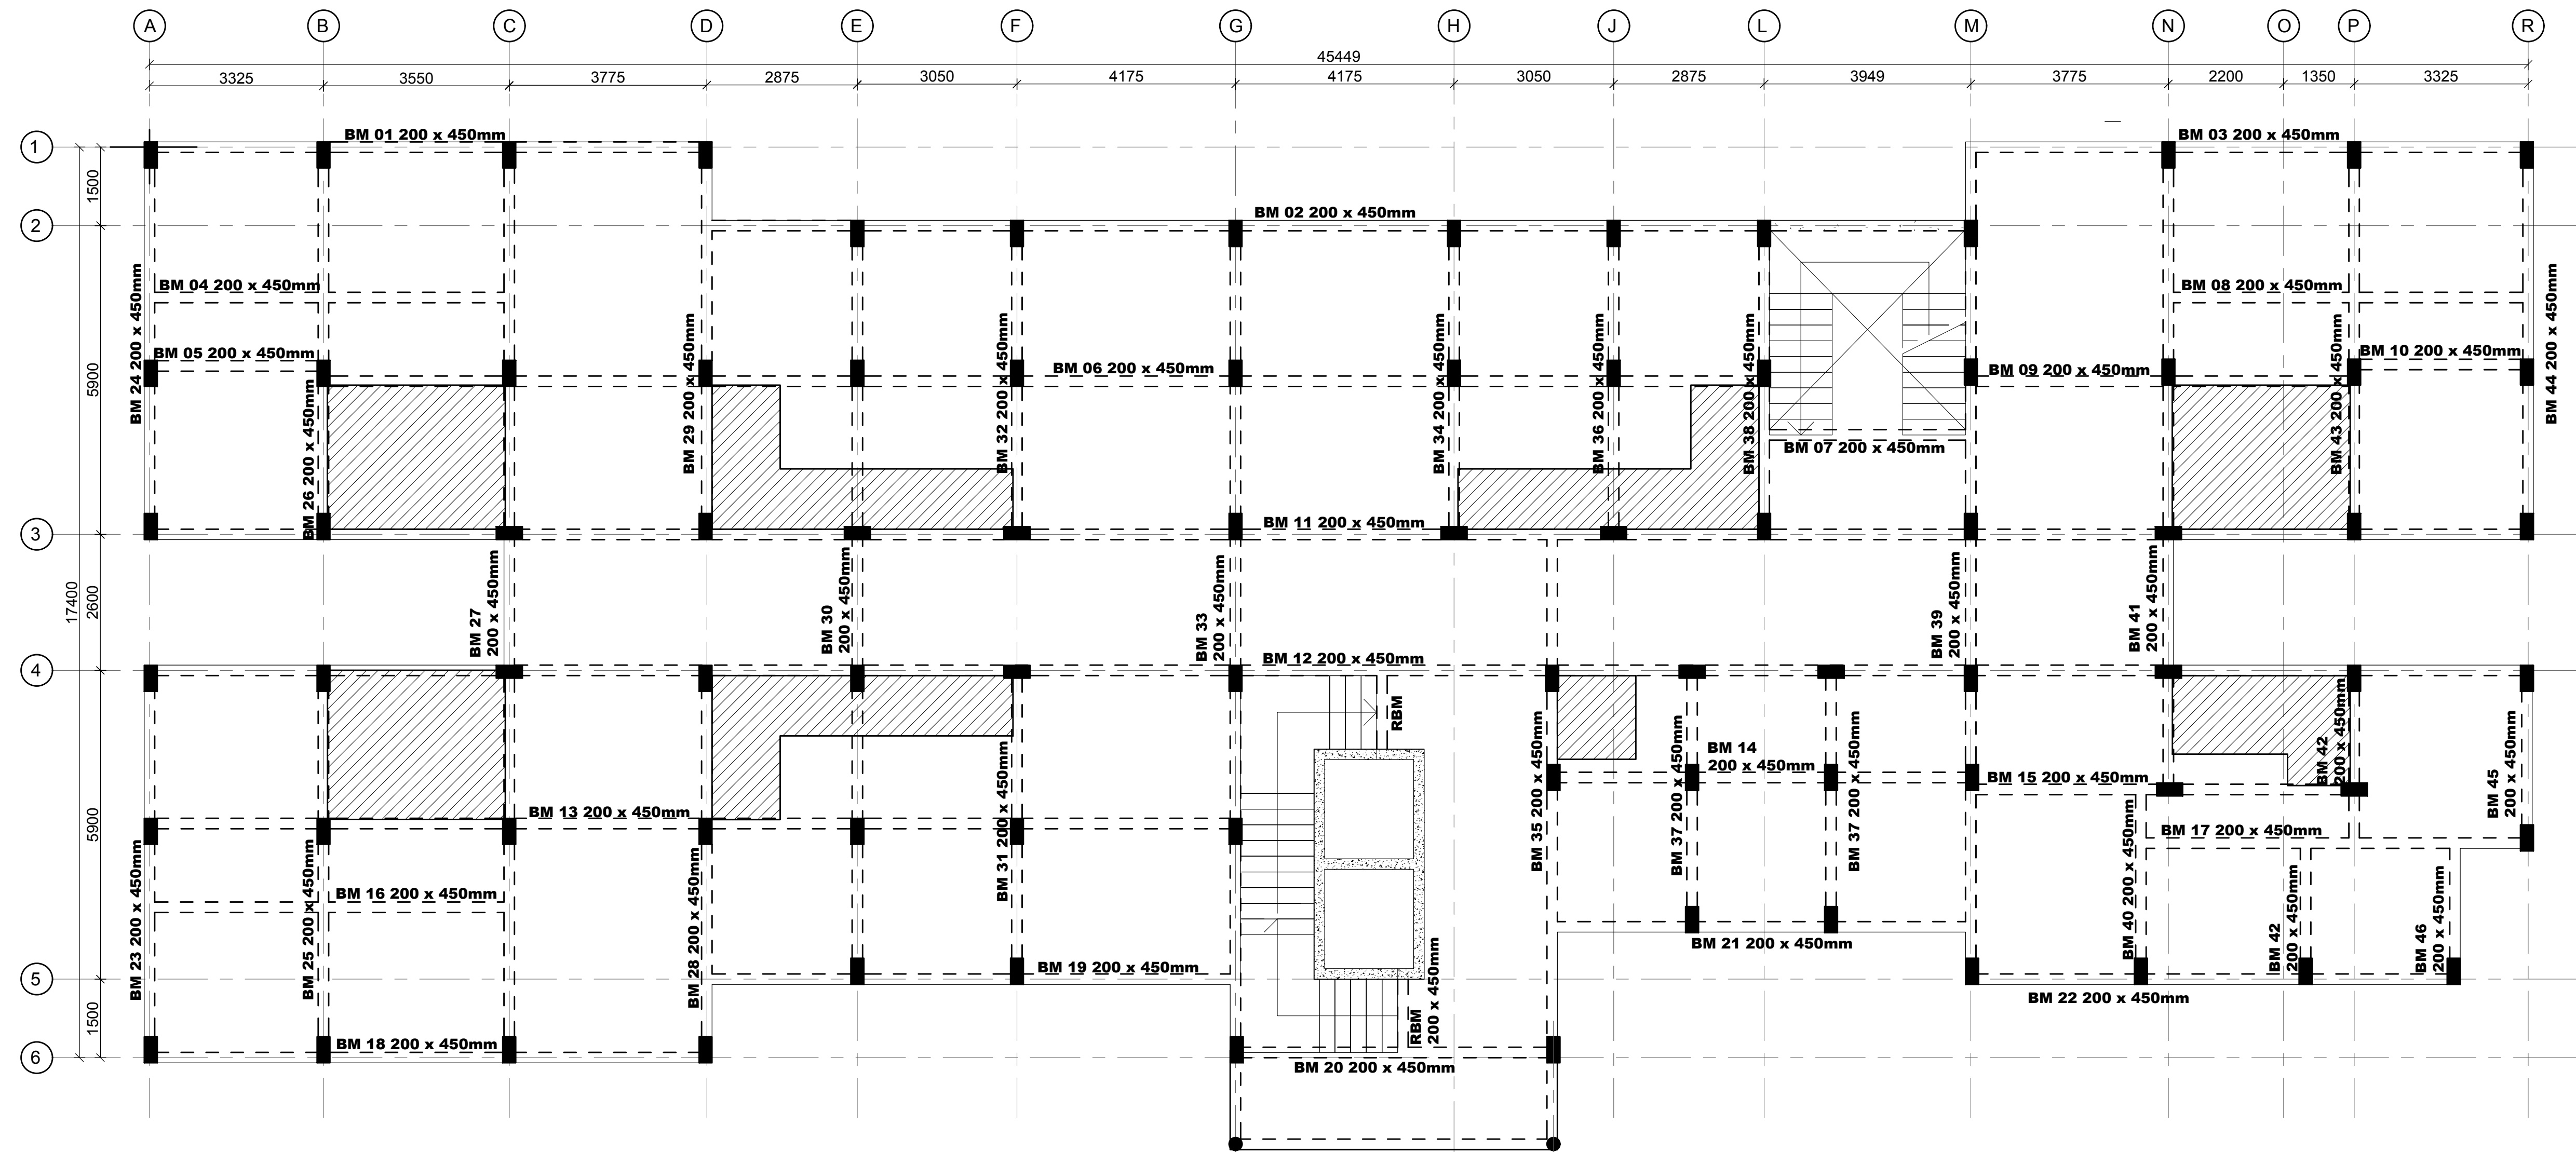 A B C D E F G H J L M N O P R
45449
3325 3550 3775 2875 3050 4175 4175 3050 2875 3949 3775 2200 1350 3325
1
BM 01 200 x 450mm
BM 03 200 x 450mm
1500
2
BM 02 200 x 450mm
BM 04 200 x 450mm
BM 08 200 x 450mm
BM 24 200 x 450mm
BM 29 200 x 450mm
BM 32 200 x 450mm
BM 34 200 x 450mm
BM 36 200 x 450mm
BM 38 200 x 450mm
BM 43 200 x 450mm
BM 44 200 x 450mm
BM 05 200 x 450mm
BM 06 200 x 450mm
BM 09 200 x 450mm
BM 10 200 x 450mm
5900
BM 26 200 x 450mm
BM 07 200 x 450mm
3
BM 11 200 x 450mm
17400
2600
BM 27
200 x 450mm
BM 30
200 x 450mm
BM 33
200 x 450mm
BM 39
200 x 450mm
BM 41
200 x 450mm
4
BM 12 200 x 450mm
RBM
BM 35 200 x 450mm
BM 37 200 x 450mm
BM 14
200 x 450mm
BM 37 200 x 450mm
BM 15 200 x 450mm
BM 42
200 x 450mm
BM 45
200 x 450mm
5900
BM 13 200 x 450mm
BM 31 200 x 450mm
BM 17 200 x 450mm
BM 23 200 x 450mm
BM 25 200 x 450mm
BM 16 200 x 450mm
BM 28 200 x 450mm
BM 40 200 x 450mm
BM 42
200 x 450mm
BM 46
200 x 450mm
BM 21 200 x 450mm
5
BM 19 200 x 450mm
RBM
200 x 450mm
BM 22 200 x 450mm
1500
6
BM 18 200 x 450mm
BM 20 200 x 450mm